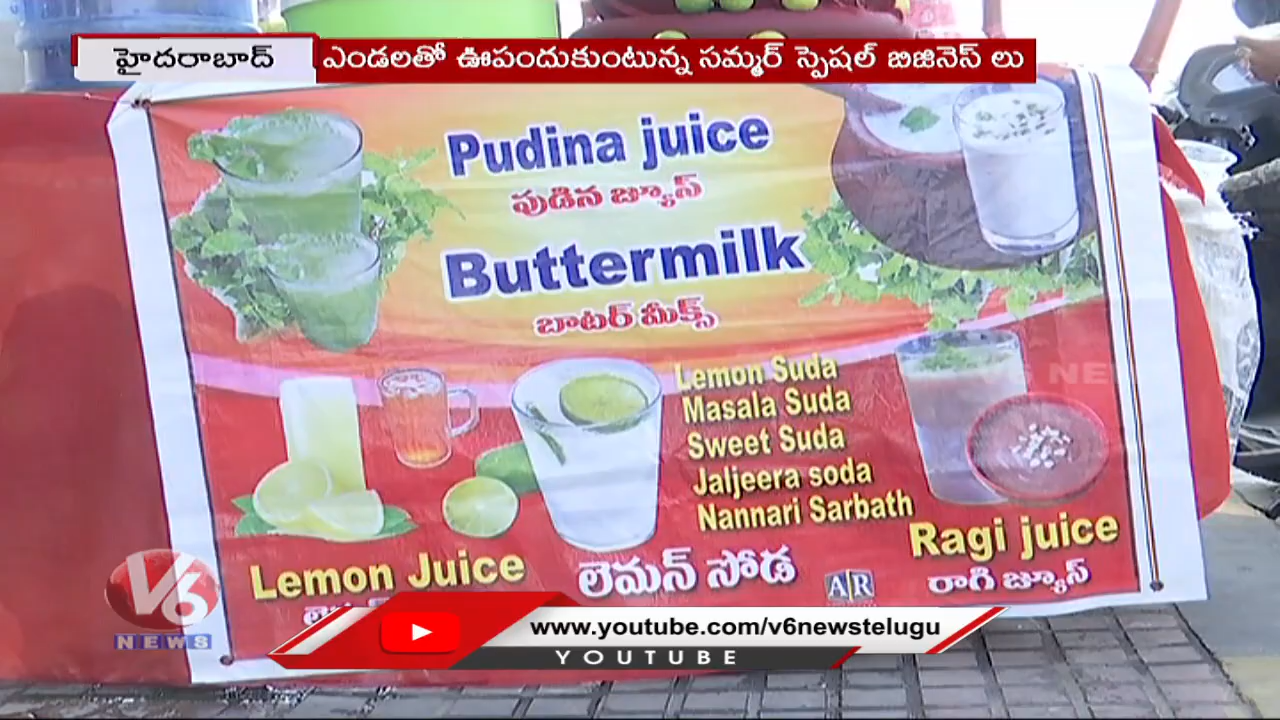 హైదరాబాద్
ఎండలతో ఊపందుకుంటున్న సమ్మర్ స్పెషల్ బిజినెస్ లు
Pudina juice
పుడిన జ్యూస్
Buttermilk
బాటర్ మీక్స్
Lemon Suda
Masala Suda
Sweet Suda
Jaljeera soda
Nannari Sarbath
Lemon Juice
లెమన్ సోడ
Ragi juice
రాగి జ్యూస్
AR
V6
NEWS
www.youtube.com/v6newstelugu
YOUTUBE